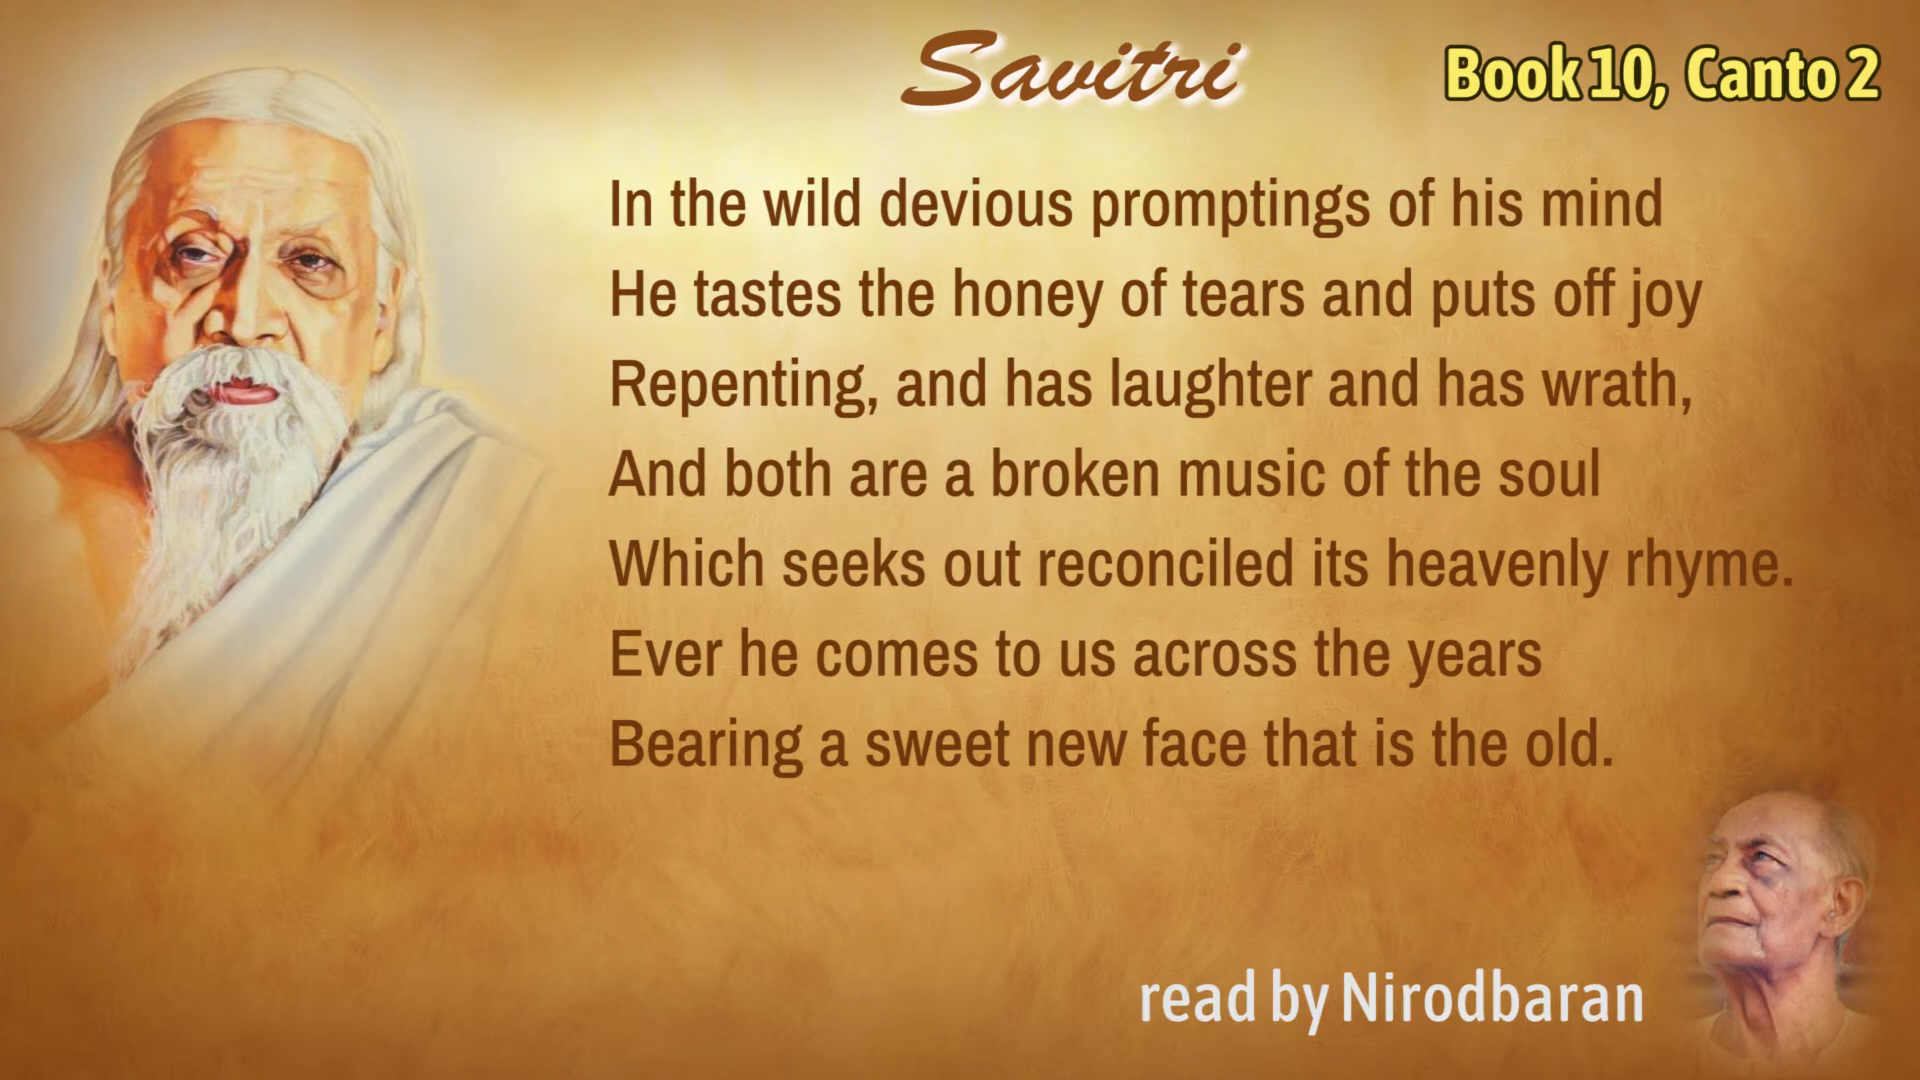 Savitri
Book 10, Canto 2
In the wild devious promptings of his mind
He tastes the honey of tears and puts off joy
Repenting, and has laughter and has wrath,
And both are a broken music of the soul
Which seeks out reconciled its heavenly rhyme.
Ever he comes to us across the years
Bearing a sweet new face that is the old.
read by Nirodbaran